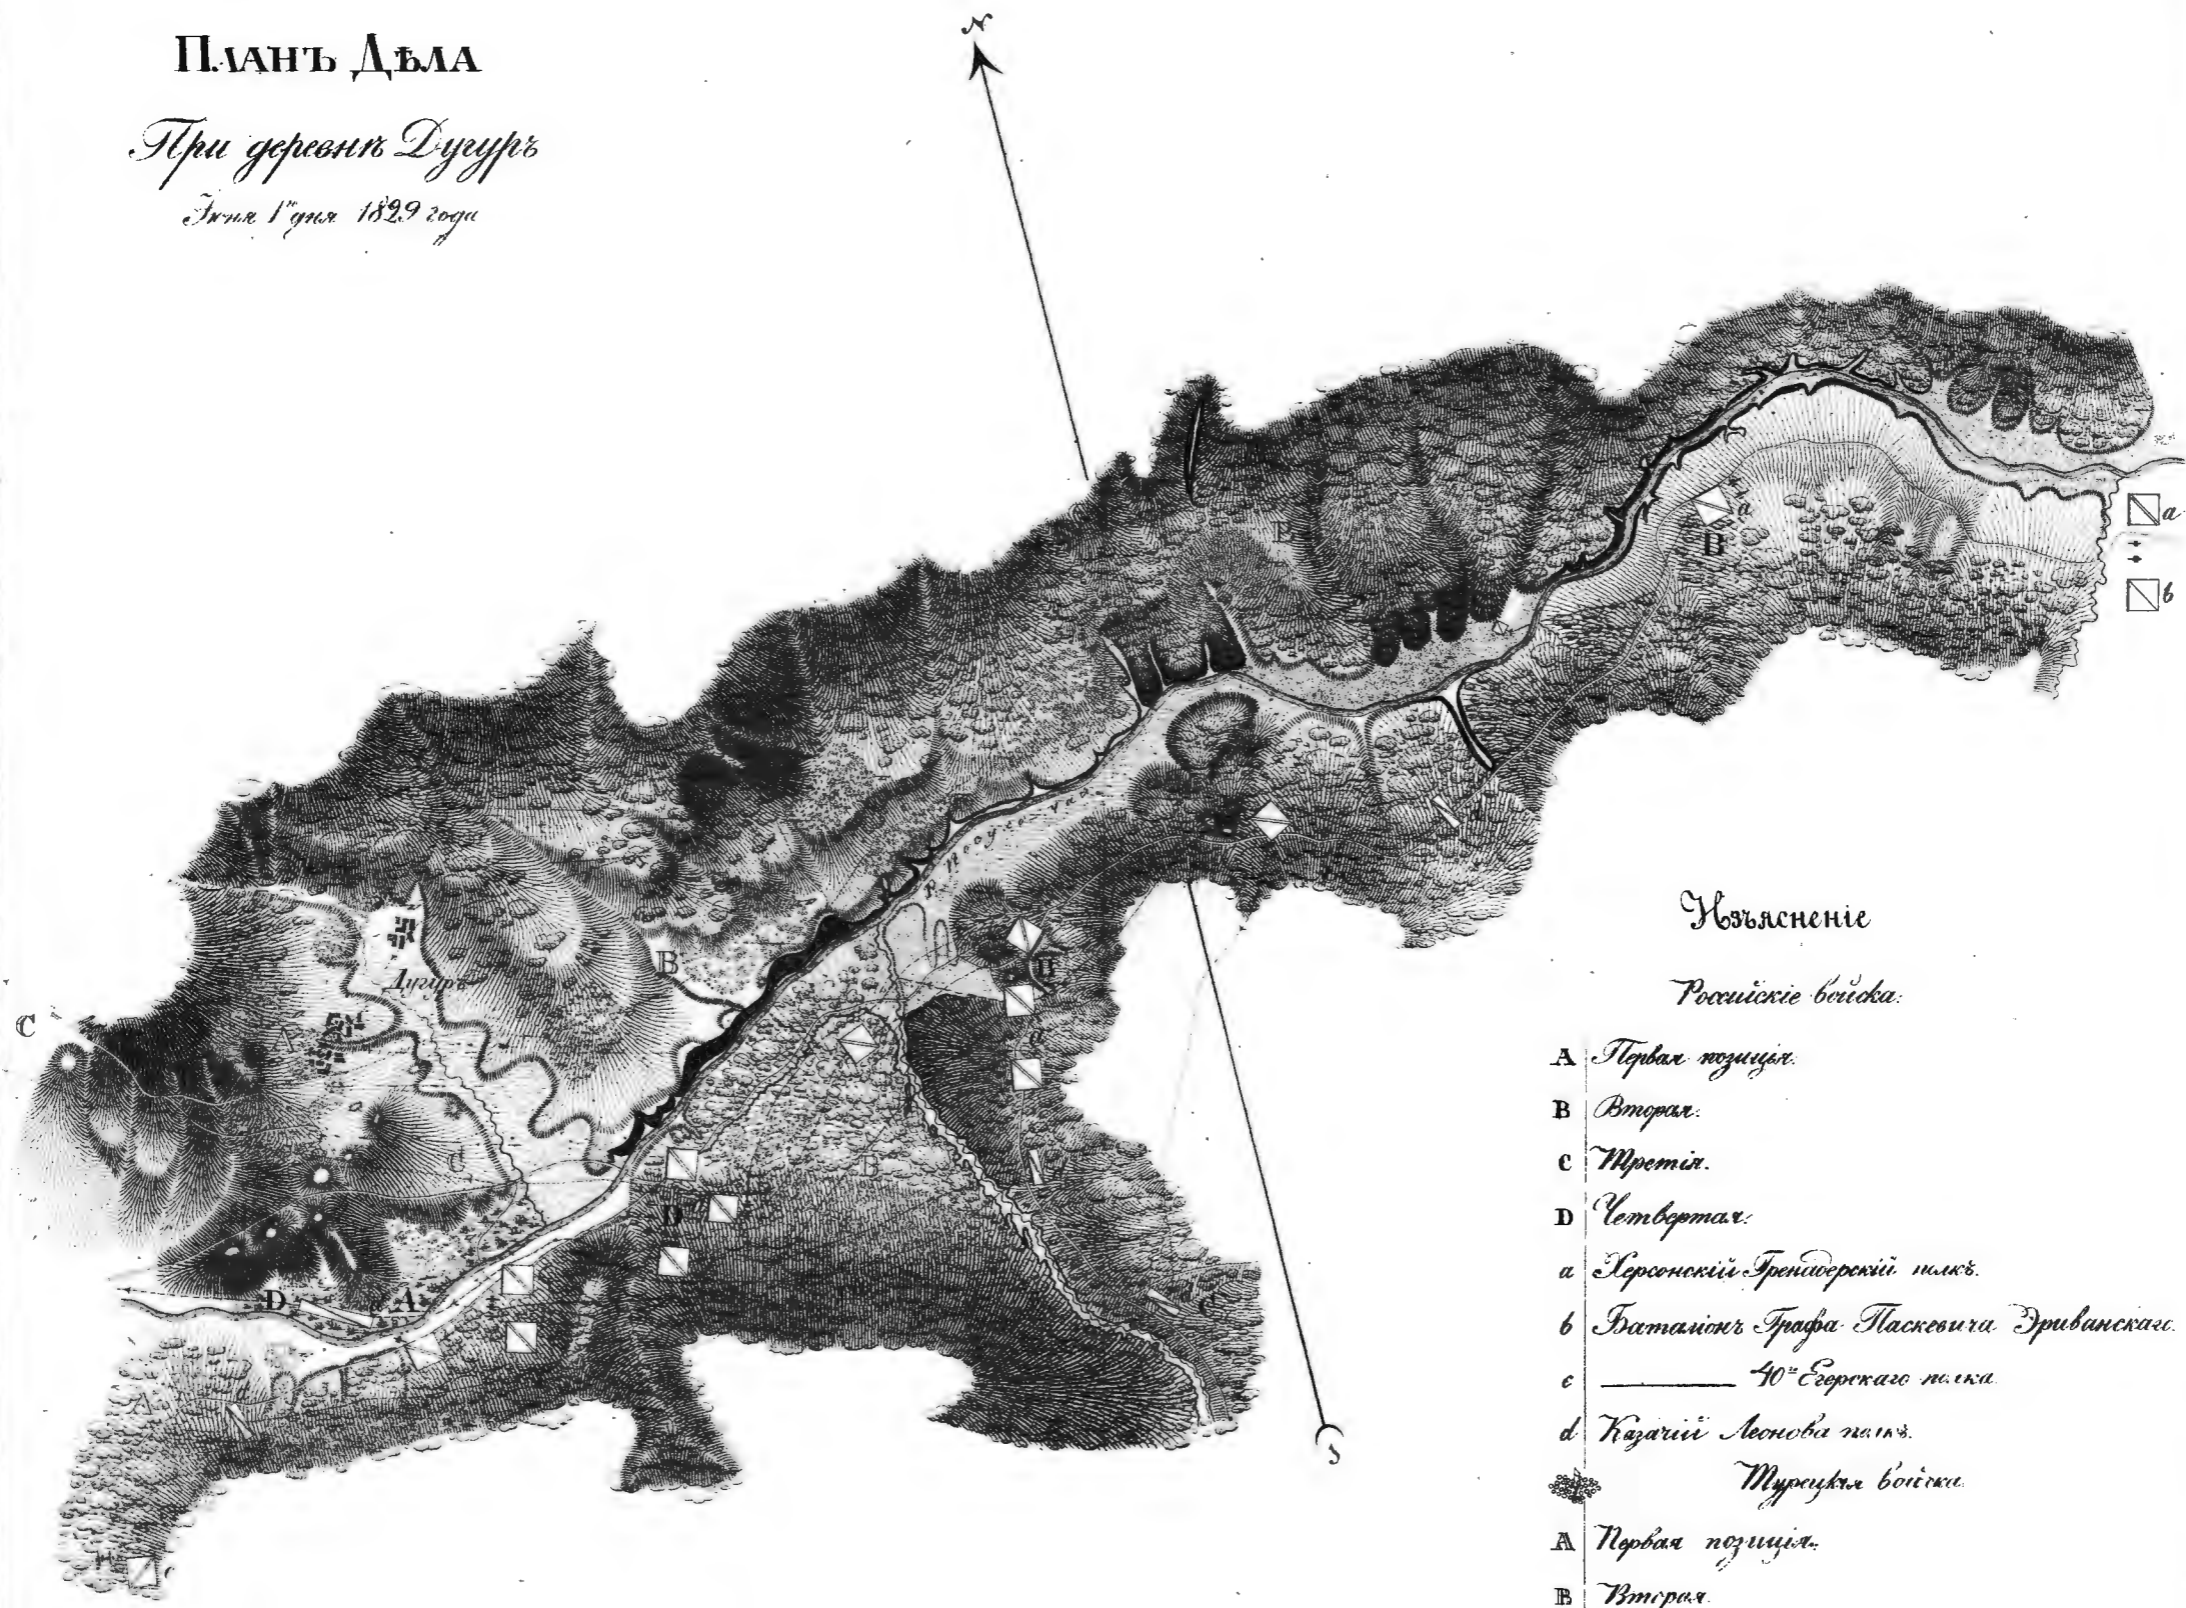 Планъ Дѣла
При деревнѣ Дугуръ
Іюня 1го дня 1829 года
N
B
B
a
B
a
b
d
B
Дугуръ
C
A
a
C
B
D
D
A
A
d
c
S
Изъясненіе
Россійскіе войска:
A Первая позиція.
B Вторая.
C Третія.
D Четвертая.
a Херсонскій Гренадерскій полкъ.
b Баталіонъ Графа Паскевича Эриванскаго.
c ———— 40го Егерскаго полка
d Казачій Леонова полкъ.
Турецкія войска
A Первая позиція.
B Вторая.